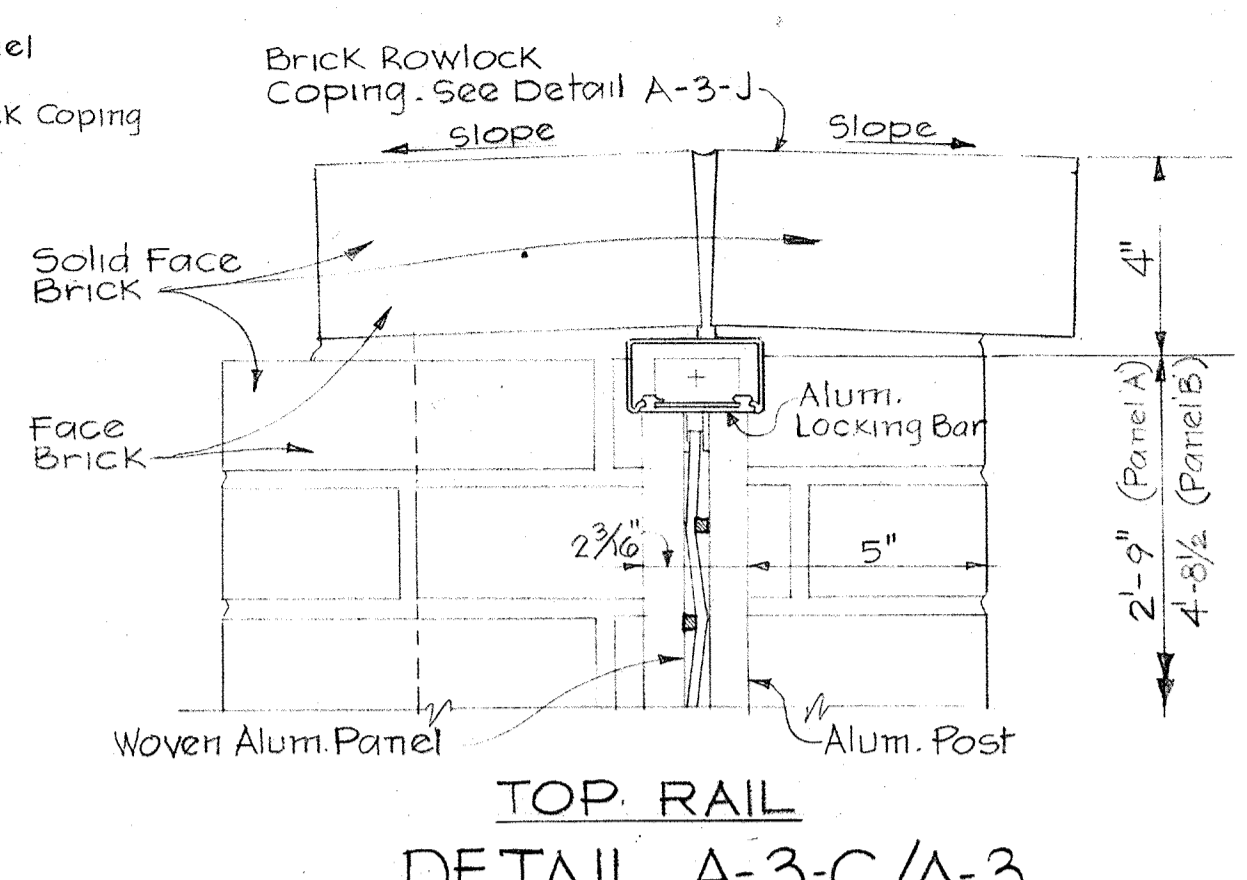 el
K Coping
Brick Rowlock
Coping. See Detail A-3-J
Slope
Slope
Solid Face
Brick
Face
Brick
Alum.
Locking Bar
4"
2'-9" (Panel A)
4'-8 1/2 (Panel B)
2 3/16"
5"
Woven Alum. Panel
Alum. Post
TOP RAIL
DETAIL A-3-C/A-3